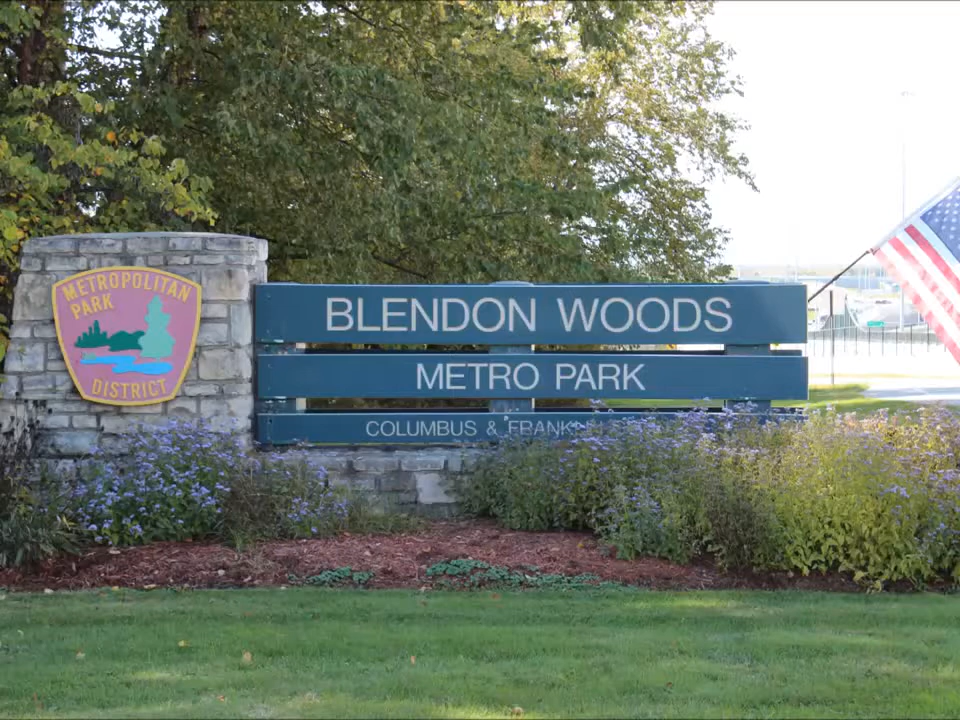 METROPOLITAN
PARK
DISTRICT
BLENDON WOODS
METRO PARK
COLUMBUS &